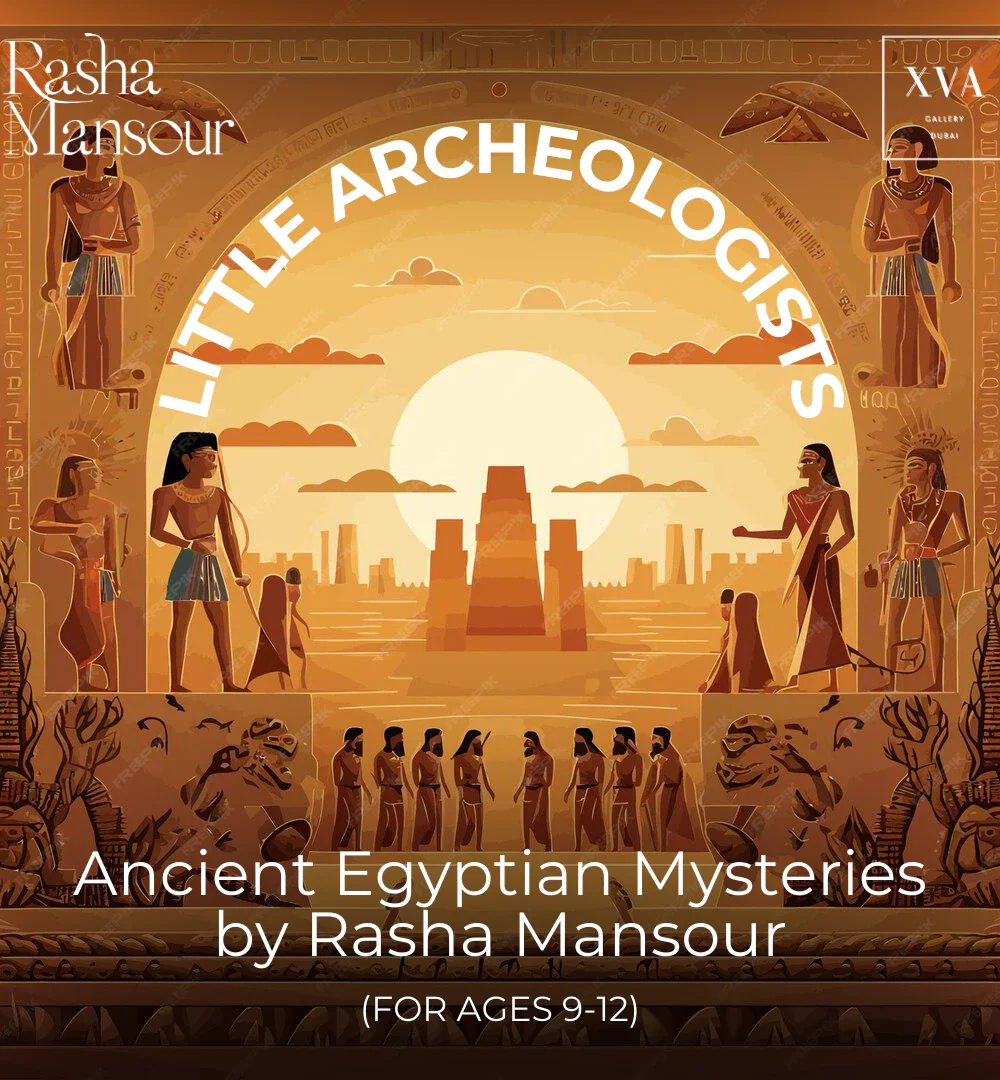 Rasha
Mansour
XVA
GALLERY
DUBAI
LITTLE ARCHEOLOGISTS
Ancient Egyptian Mysteries
by Rasha Mansour
(FOR AGES 9-12)